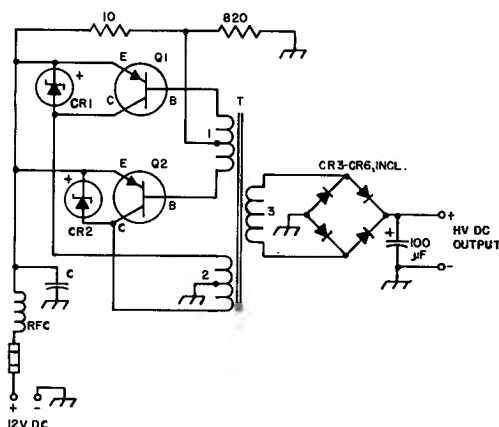 10
820
E
Q1
+
CR1
C
B
T
1
E
Q2
CR3-CR6, INCL.
+
CR2
C
B
3
+
+
HV DC
OUTPUT
100
µF
-
2
C
RFC
+ -
12V DC